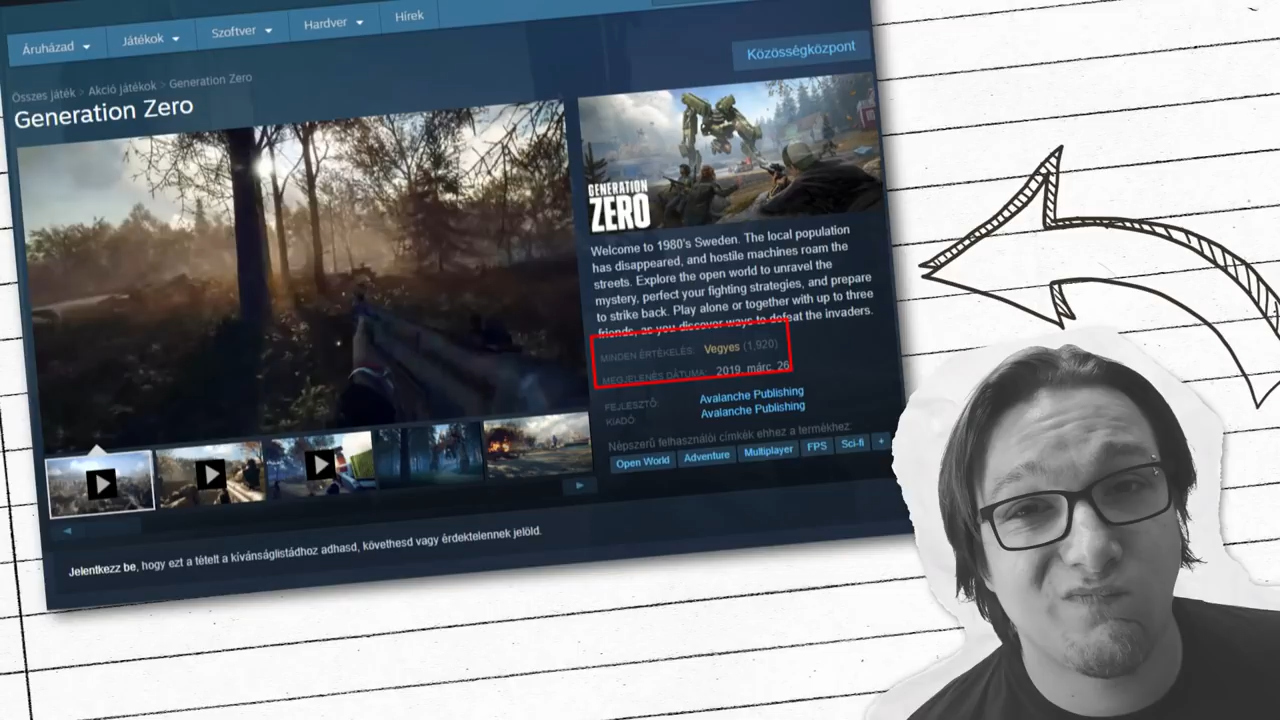 Áruházad
Játékok
Szoftver
Hardver
Hírek
Közösségközpont
Összes játék > Akció játékok > Generation Zero
Generation Zero
GENERATION
ZERO
Welcome to 1980's Sweden. The local population
has disappeared, and hostile machines roam the
streets. Explore the open world to unravel the
mystery, perfect your fighting strategies, and prepare
to strike back. Play alone or together with up to three
friends, as you discover ways to defeat the invaders.
MINDEN ÉRTÉKELÉS: Vegyes (1,920)
MEGJELENÉS DÁTUMA: 2019. márc. 26
FEJLESZTŐ: Avalanche Publishing
KIADÓ: Avalanche Publishing
Népszerű felhasználói címkék ehhez a termékhez:
Open World Adventure Multiplayer FPS Sci-fi +
Jelentkezz be, hogy ezt a tételt a kívánságlistádhoz adhasd, követhesd vagy érdektelennek jelöld.